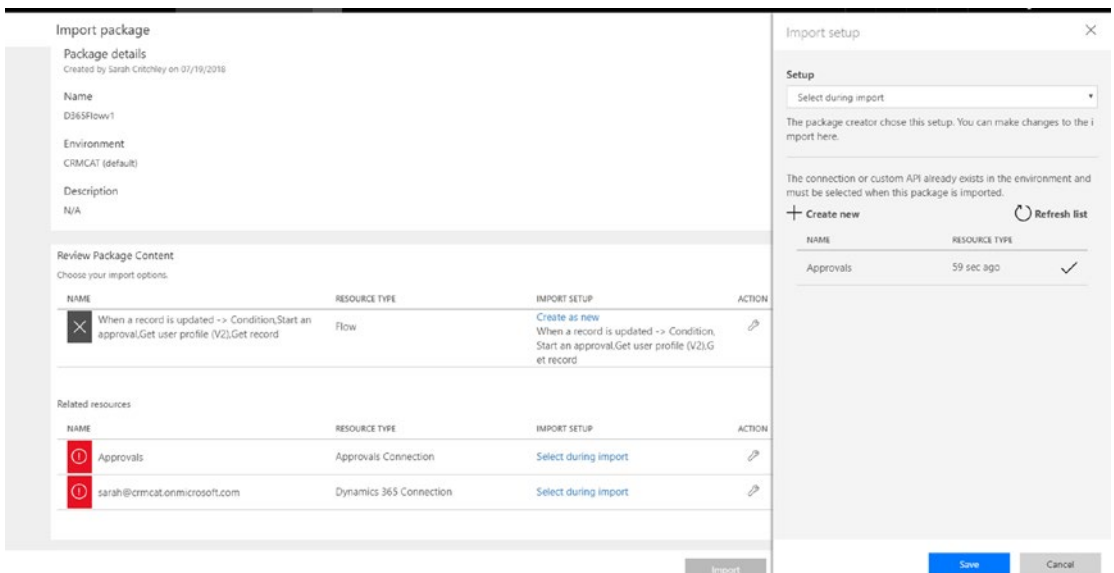 Import package
Package details
Created by Sarah Critchley on 07/19/2018
Name
D365Flowv1
Environment
CRMCAT (default)
Description
N/A
Review Package Content
Choose your import options.
NAME RESOURCE TYPE IMPORT SETUP ACTION
When a record is updated -> Condition,Start an
approval,Get user profile (V2),Get record
Flow
Create as new
When a record is updated -> Condition,
Start an approval,Get user profile (V2),G
et record
Related resources
NAME RESOURCE TYPE IMPORT SETUP ACTION
Approvals Approvals Connection Select during import
sarah@crmcat.onmicrosoft.com Dynamics 365 Connection Select during import
Import
Import setup
Setup
Select during import
The package creator chose this setup. You can make changes to the i
mport here.
The connection or custom API already exists in the environment and
must be selected when this package is imported.
Create new Refresh list
NAME RESOURCE TYPE
Approvals 59 sec ago
Save Cancel